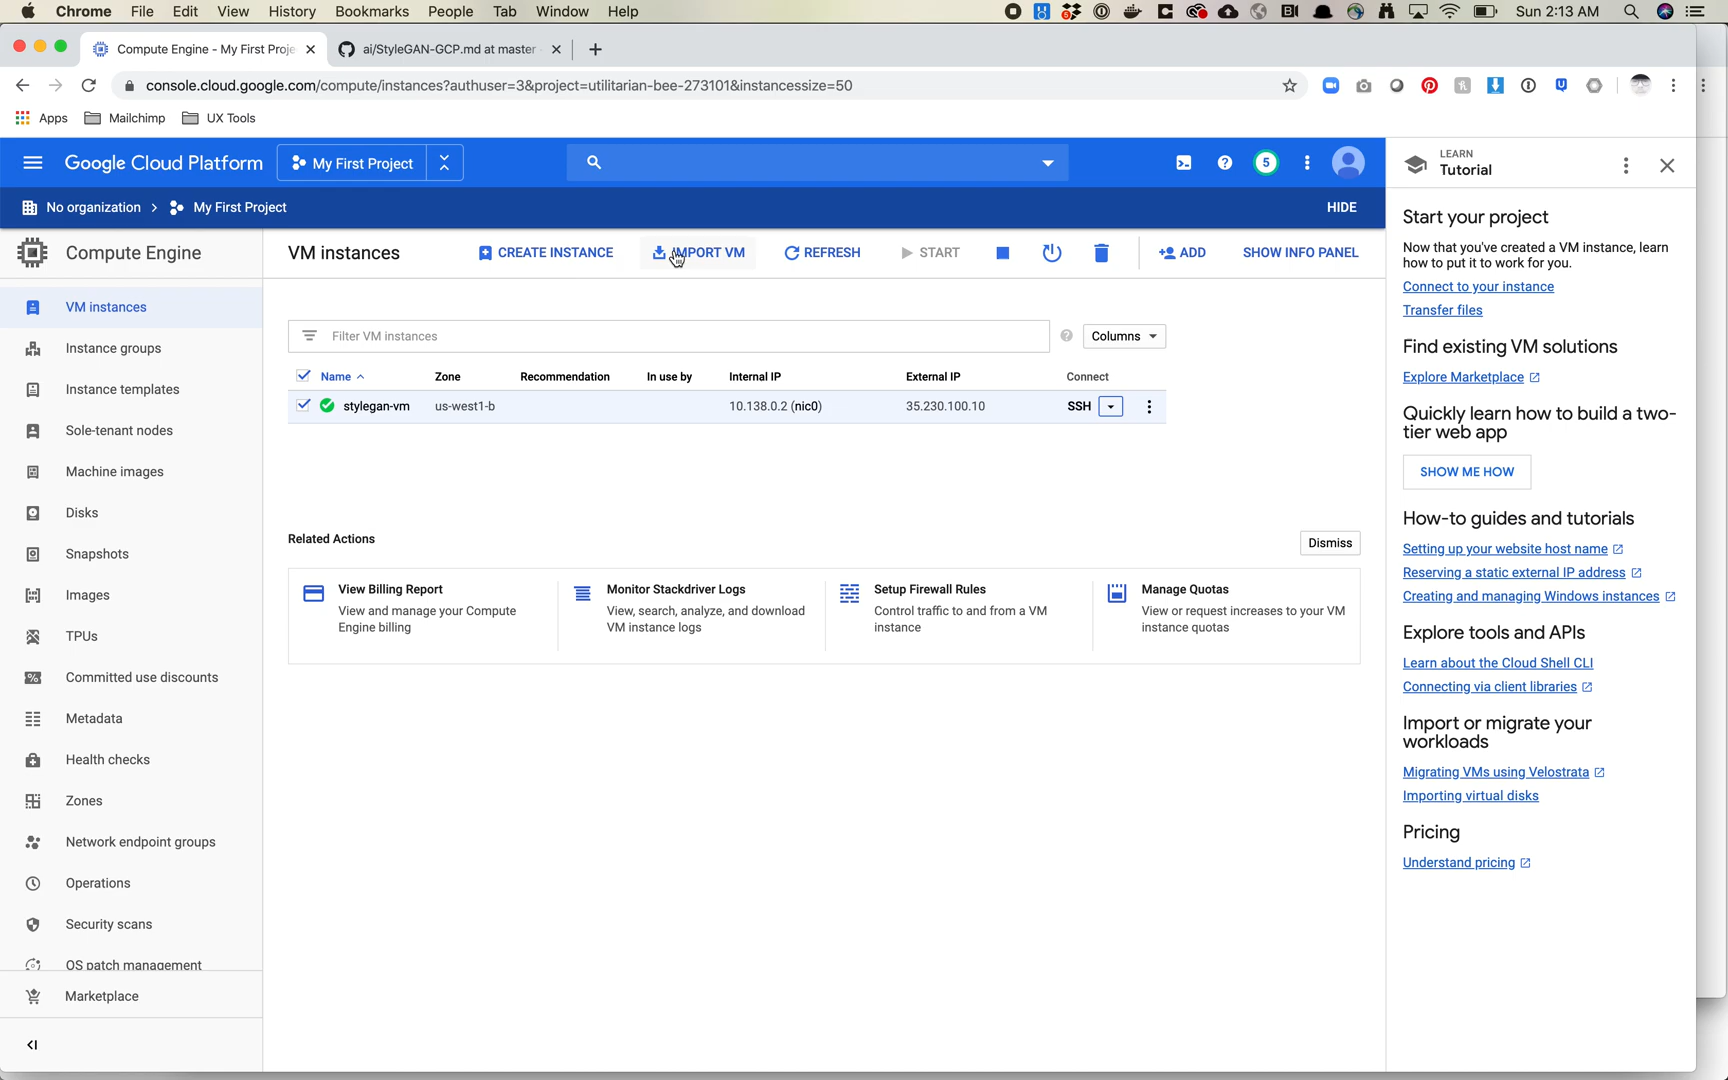 Chrome File Edit View History Bookmarks People Tab Window Help
Sun 2:13 AM
Compute Engine - My First Proje
ai/StyleGAN-GCP.md at master
console.cloud.google.com/compute/instances?authuser=3&project=utilitarian-bee-273101&instancessize=50
Apps Mailchimp UX Tools
Google Cloud Platform My First Project 5
No organization > My First Project HIDE
Compute Engine
VM instances
Instance groups
Instance templates
Sole-tenant nodes
Machine images
Disks
Snapshots
Images
TPUs
Committed use discounts
Metadata
Health checks
Zones
Network endpoint groups
Operations
Security scans
OS patch management
Marketplace
VM instances CREATE INSTANCE IMPORT VM REFRESH START ADD SHOW INFO PANEL
Filter VM instances Columns
Name Zone Recommendation In use by Internal IP External IP Connect
stylegan-vm us-west1-b 10.138.0.2 (nic0) 35.230.100.10 SSH
Related Actions Dismiss
View Billing Report
View and manage your Compute
Engine billing
Monitor Stackdriver Logs
View, search, analyze, and download
VM instance logs
Setup Firewall Rules
Control traffic to and from a VM
instance
Manage Quotas
View or request increases to your VM
instance quotas
LEARN
Tutorial
Start your project
Now that you've created a VM instance, learn
how to put it to work for you.
Connect to your instance
Transfer files
Find existing VM solutions
Explore Marketplace
Quickly learn how to build a two-
tier web app
SHOW ME HOW
How-to guides and tutorials
Setting up your website host name
Reserving a static external IP address
Creating and managing Windows instances
Explore tools and APIs
Learn about the Cloud Shell CLI
Connecting via client libraries
Import or migrate your
workloads
Migrating VMs using Velostrata
Importing virtual disks
Pricing
Understand pricing